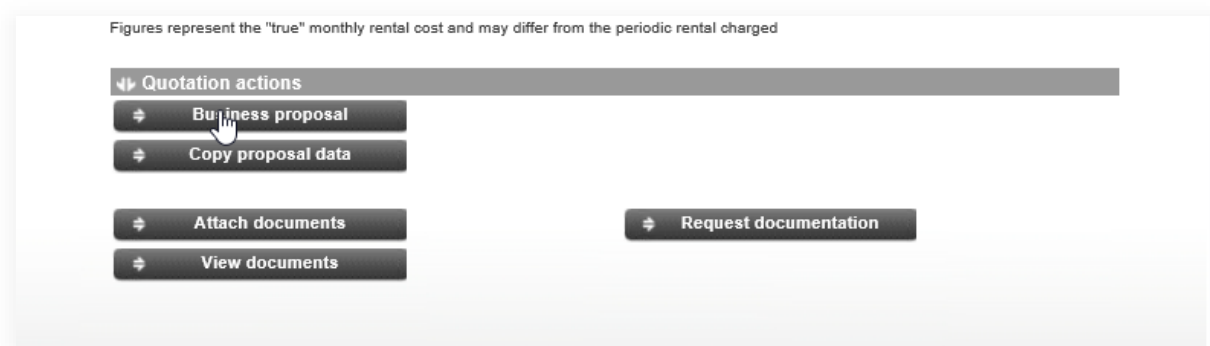 Figures represent the "true" monthly rental cost and may differ from the periodic rental charged
Quotation actions
Business proposal
Copy proposal data
Attach documents
Request documentation
View documents